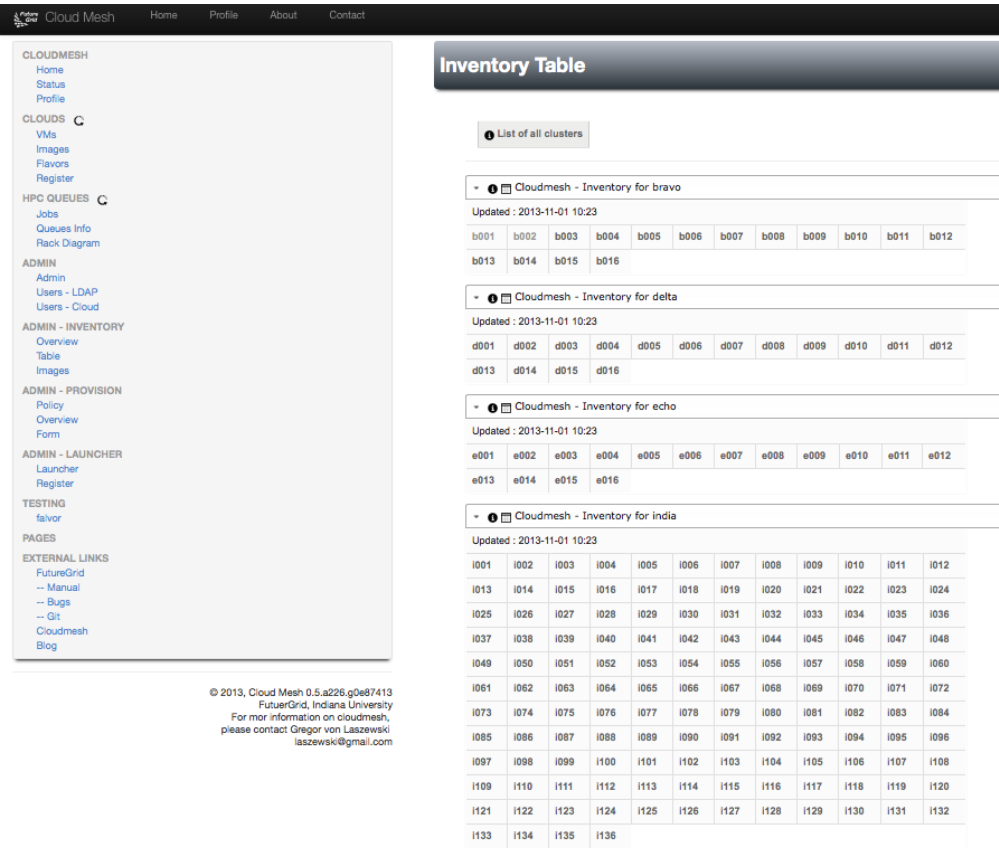 Future Grid Cloud Mesh Home Profile About Contact
CLOUDMESH
Home
Status
Profile
CLOUDS
VMs
Images
Flavors
Register
HPC QUEUES
Jobs
Queues Info
Rack Diagram
ADMIN
Admin
Users - LDAP
Users - Cloud
ADMIN - INVENTORY
Overview
Table
Images
ADMIN - PROVISION
Policy
Overview
Form
ADMIN - LAUNCHER
Launcher
Register
TESTING
falvor
PAGES
EXTERNAL LINKS
FutureGrid
-- Manual
-- Bugs
-- Git
Cloudmesh
Blog
© 2013, Cloud Mesh 0.5.a226.g0e87413
FutuerGrid, Indiana University
For mor information on cloudmesh,
please contact Gregor von Laszewski
laszewski@gmail.com
Inventory Table
List of all clusters
Cloudmesh - Inventory for bravo
Updated : 2013-11-01 10:23
b001 b002 b003 b004 b005 b006 b007 b008 b009 b010 b011 b012
b013 b014 b015 b016
Cloudmesh - Inventory for delta
Updated : 2013-11-01 10:23
d001 d002 d003 d004 d005 d006 d007 d008 d009 d010 d011 d012
d013 d014 d015 d016
Cloudmesh - Inventory for echo
Updated : 2013-11-01 10:23
e001 e002 e003 e004 e005 e006 e007 e008 e009 e010 e011 e012
e013 e014 e015 e016
Cloudmesh - Inventory for india
Updated : 2013-11-01 10:23
i001 i002 i003 i004 i005 i006 i007 i008 i009 i010 i011 i012
i013 i014 i015 i016 i017 i018 i019 i020 i021 i022 i023 i024
i025 i026 i027 i028 i029 i030 i031 i032 i033 i034 i035 i036
i037 i038 i039 i040 i041 i042 i043 i044 i045 i046 i047 i048
i049 i050 i051 i052 i053 i054 i055 i056 i057 i058 i059 i060
i061 i062 i063 i064 i065 i066 i067 i068 i069 i070 i071 i072
i073 i074 i075 i076 i077 i078 i079 i080 i081 i082 i083 i084
i085 i086 i087 i088 i089 i090 i091 i092 i093 i094 i095 i096
i097 i098 i099 i100 i101 i102 i103 i104 i105 i106 i107 i108
i109 i110 i111 i112 i113 i114 i115 i116 i117 i118 i119 i120
i121 i122 i123 i124 i125 i126 i127 i128 i129 i130 i131 i132
i133 i134 i135 i136